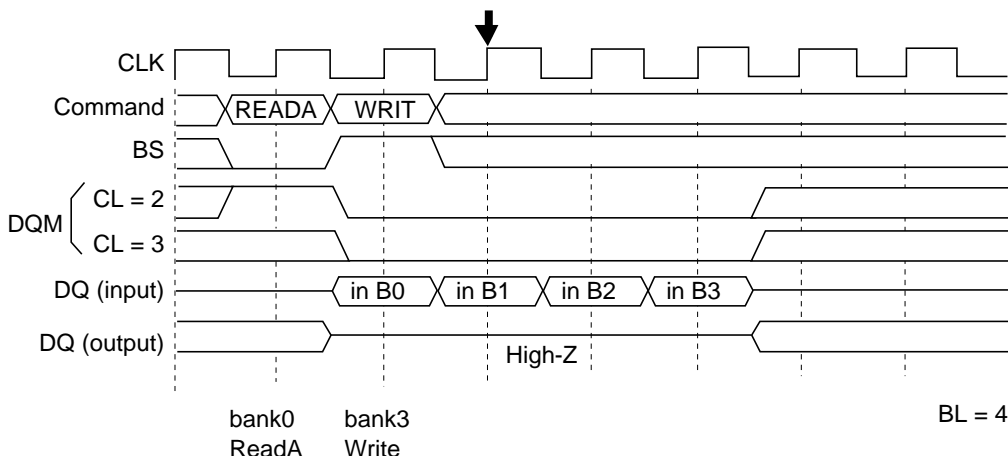 CLK
Command READA WRIT
BS
DQM
CL = 2
CL = 3
DQ (input) in B0 in B1 in B2 in B3
DQ (output) High-Z
bank0 bank3 BL = 4
ReadA Write